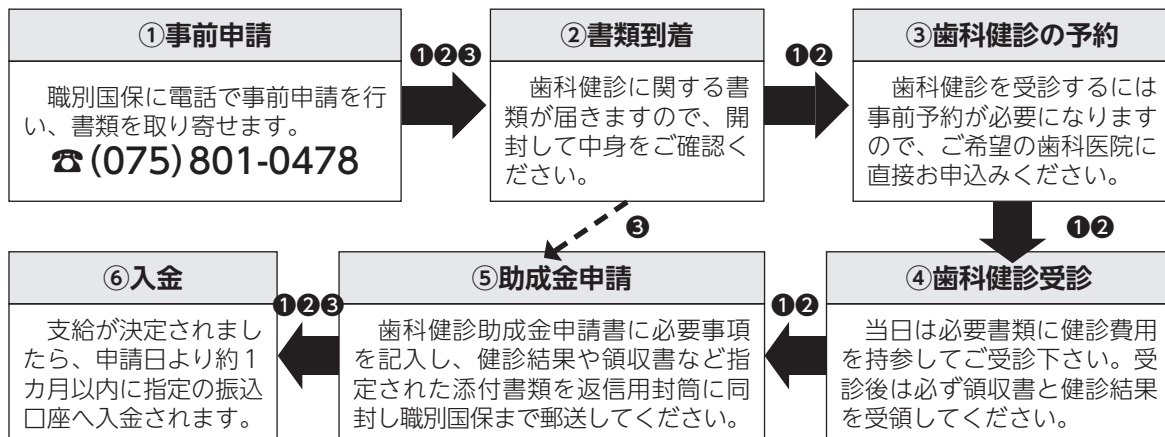 ①事前申請
職別国保に電話で事前申請を行
い、書類を取り寄せます。
☎(075)801-0478
❶❷❸
②書類到着
歯科健診に関する書
類が届きますので、開
封して中身をご確認く
ださい。
❶❷
③歯科健診の予約
歯科健診を受診するには
事前予約が必要になります
ので、ご希望の歯科医院に
直接お申込みください。
❶❷
④歯科健診受診
当日は必要書類に健診費用
を持参してご受診下さい。受
診後は必ず領収書と健診結果
を受領してください。
❶❷
❸
⑤助成金申請
歯科健診助成金申請書に必要事項
を記入し、健診結果や領収書など指
定された添付書類を返信用封筒に同
封し職別国保まで郵送してください。
❶❷❸
⑥入金
支給が決定されまし
たら、申請日より約1
カ月以内に指定の振込
口座へ入金されます。